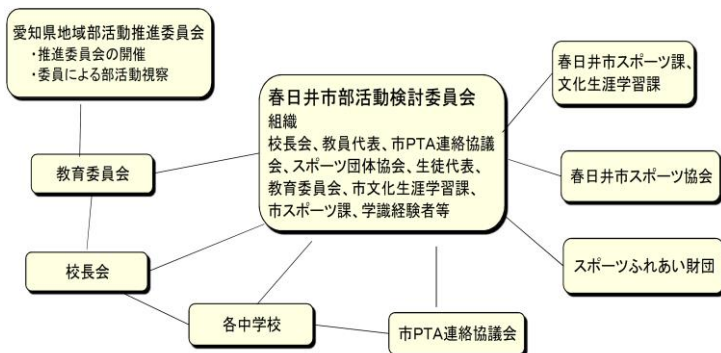 愛知県地域部活動推進委員会
・推進委員会の開催
・委員による部活動視察
春日井市部活動検討委員会
組織
校長会、教員代表、市PTA連絡協議
会、スポーツ団体協会、生徒代表、
教育委員会、市文化生涯学習課、
市スポーツ課、学識経験者等
春日井市スポーツ課、
文化生涯学習課
教育委員会
春日井市スポーツ協会
校長会
スポーツふれあい財団
各中学校
市PTA連絡協議会